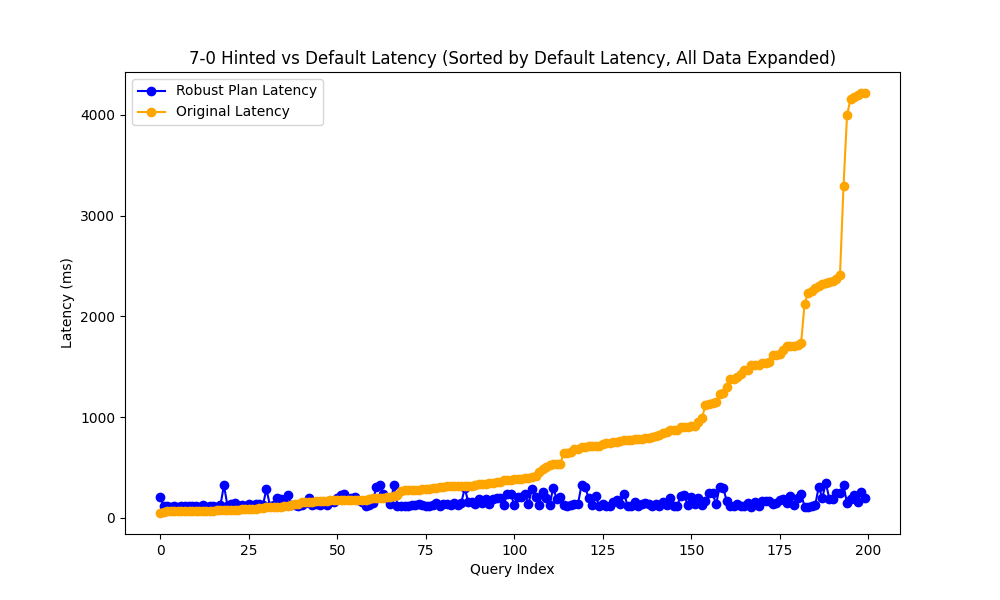 7-0 Hinted vs Default Latency (Sorted by Default Latency, All Data Expanded)
Robust Plan Latency
Original Latency
4000
3000
2000
1000
0
Latency (ms)
0 25 50 75 100 125 150 175 200
Query Index